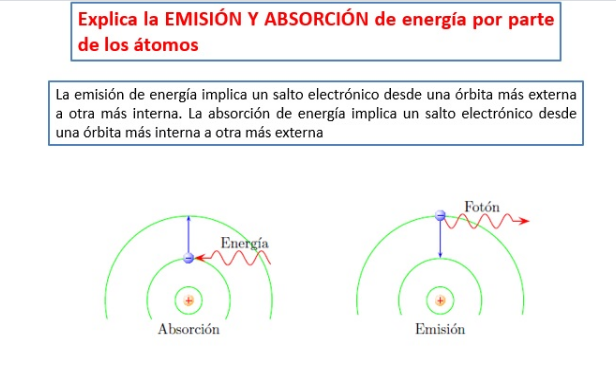 Explica la EMISIÓN Y ABSORCIÓN de energía por parte
de los átomos
La emisión de energía implica un salto electrónico desde una órbita más externa
a otra más interna. La absorción de energía implica un salto electrónico desde
una órbita más interna a otra más externa
Energía
Fotón
Absorción
Emisión